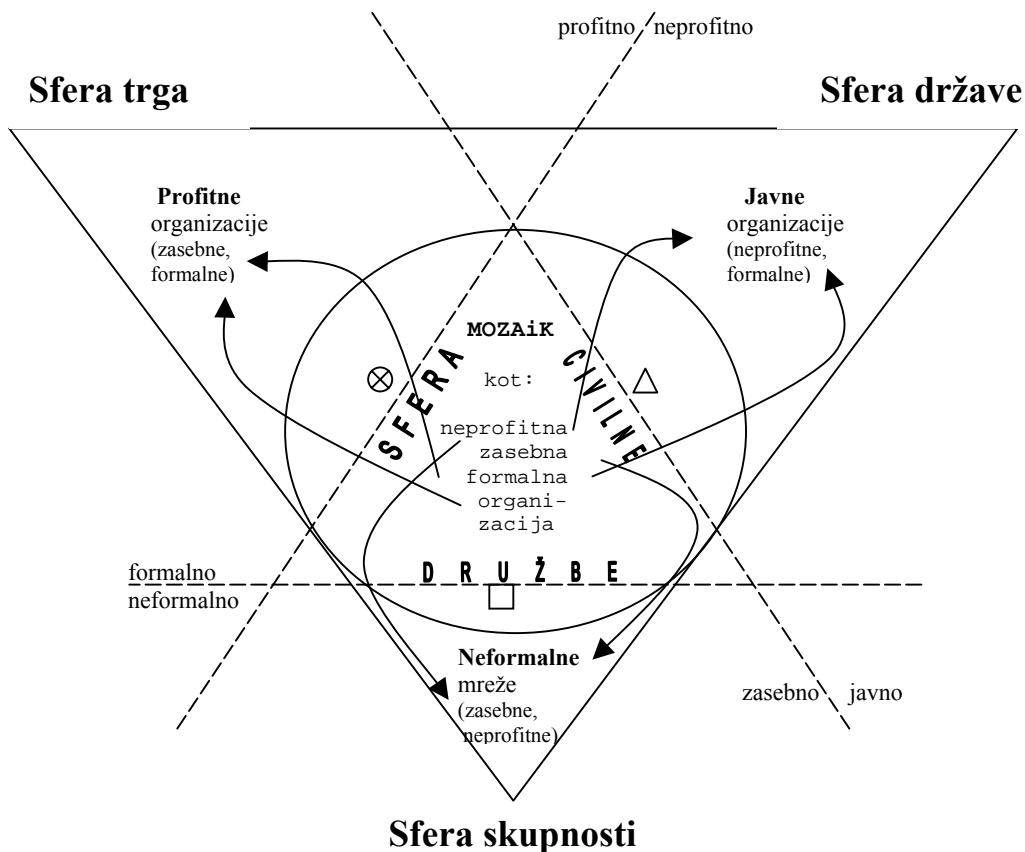 profitno neprofitno
Sfera trga
Sfera države
Profitne
organizacije
(zasebne,
formalne)
Javne
organizacije
(neprofitne,
formalne)
MOZAiK
kot:
neprofitna
zasebna
formalna
organi-
zacija
SFERA
CIVILNE
DRUŽBE
formalno
neformalno
Neformalne
mreže
(zasebne,
neprofitne)
zasebno javno
Sfera skupnosti